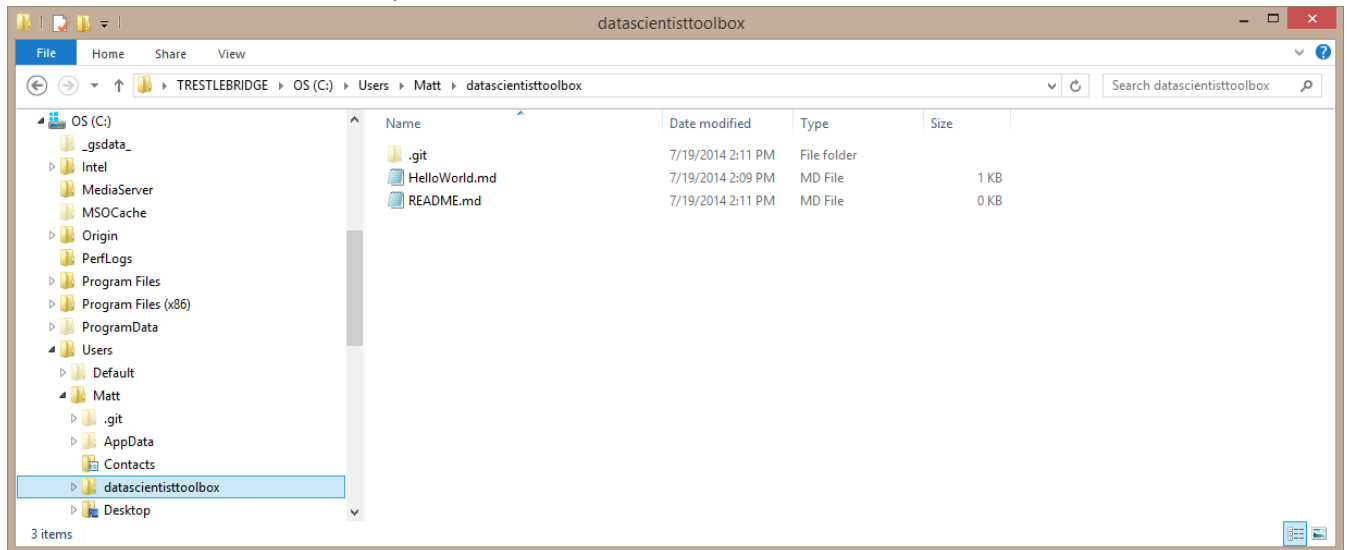 datascientisttoolbox
File Home Share View
TRESTLEBRIDGE OS (C:) Users Matt datascientisttoolbox
Search datascientisttoolbox
OS (C:)
_gsdata_
Intel
MediaServer
MSOCache
Origin
PerfLogs
Program Files
Program Files (x86)
ProgramData
Users
Default
Matt
.git
AppData
Contacts
datascientisttoolbox
Desktop
Name Date modified Type Size
.git 7/19/2014 2:11 PM File folder
HelloWorld.md 7/19/2014 2:09 PM MD File 1 KB
README.md 7/19/2014 2:11 PM MD File 0 KB
3 items